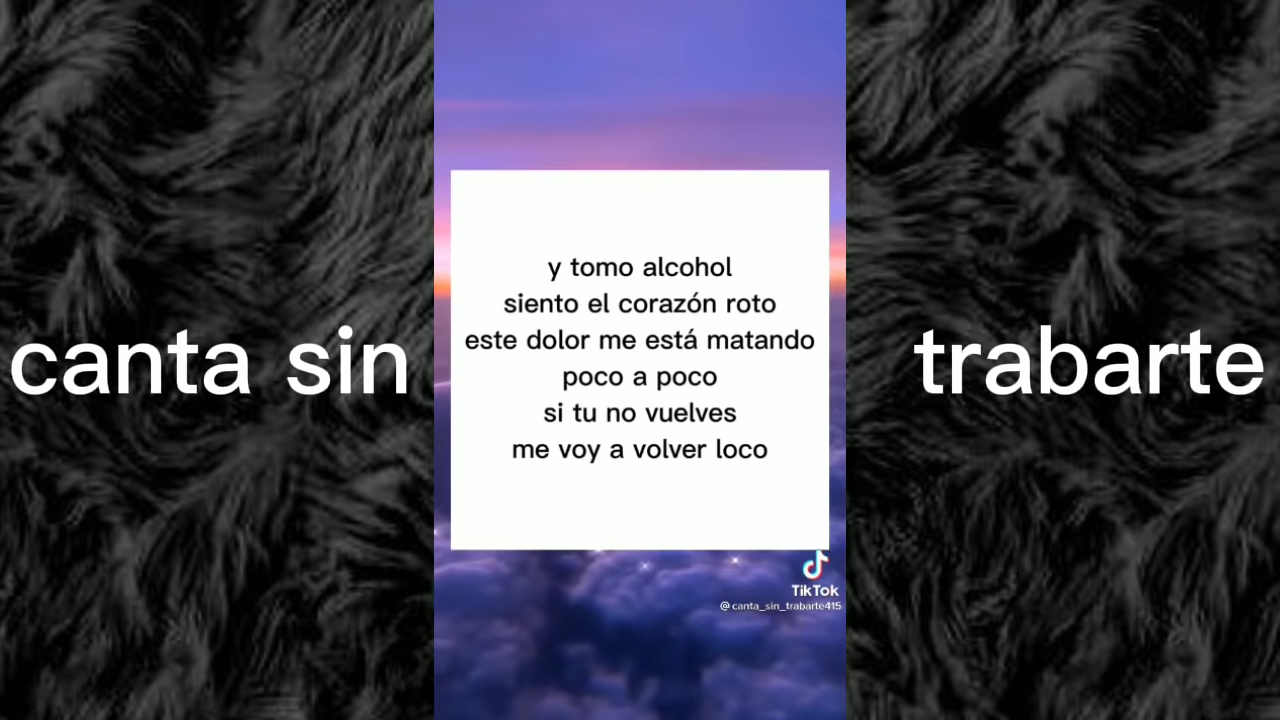 canta sin trabarte
y tomo alcohol
siento el corazón roto
este dolor me está matando
poco a poco
si tu no vuelves
me voy a volver loco
TikTok
@canta_sin_trabarte415